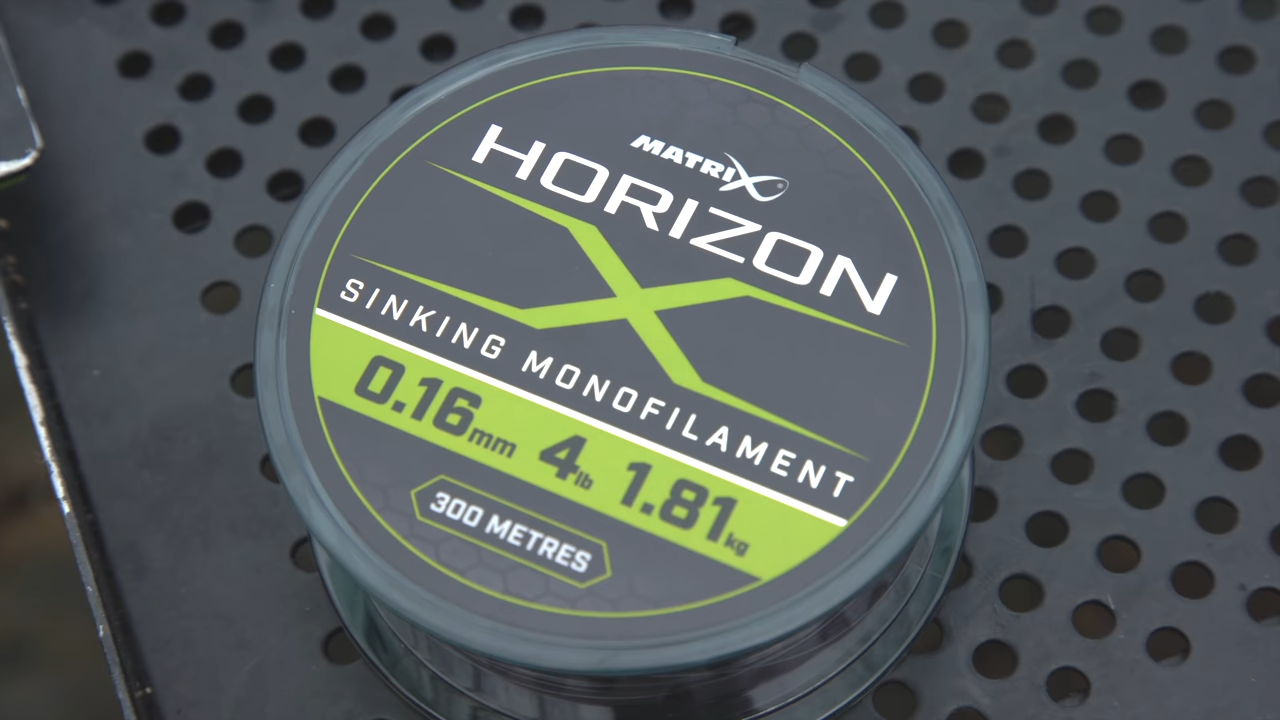 MATRIX
HORIZON
X
SINKING MONOFILAMENT
0.16mm 4lb 1.81kg
300 METRES